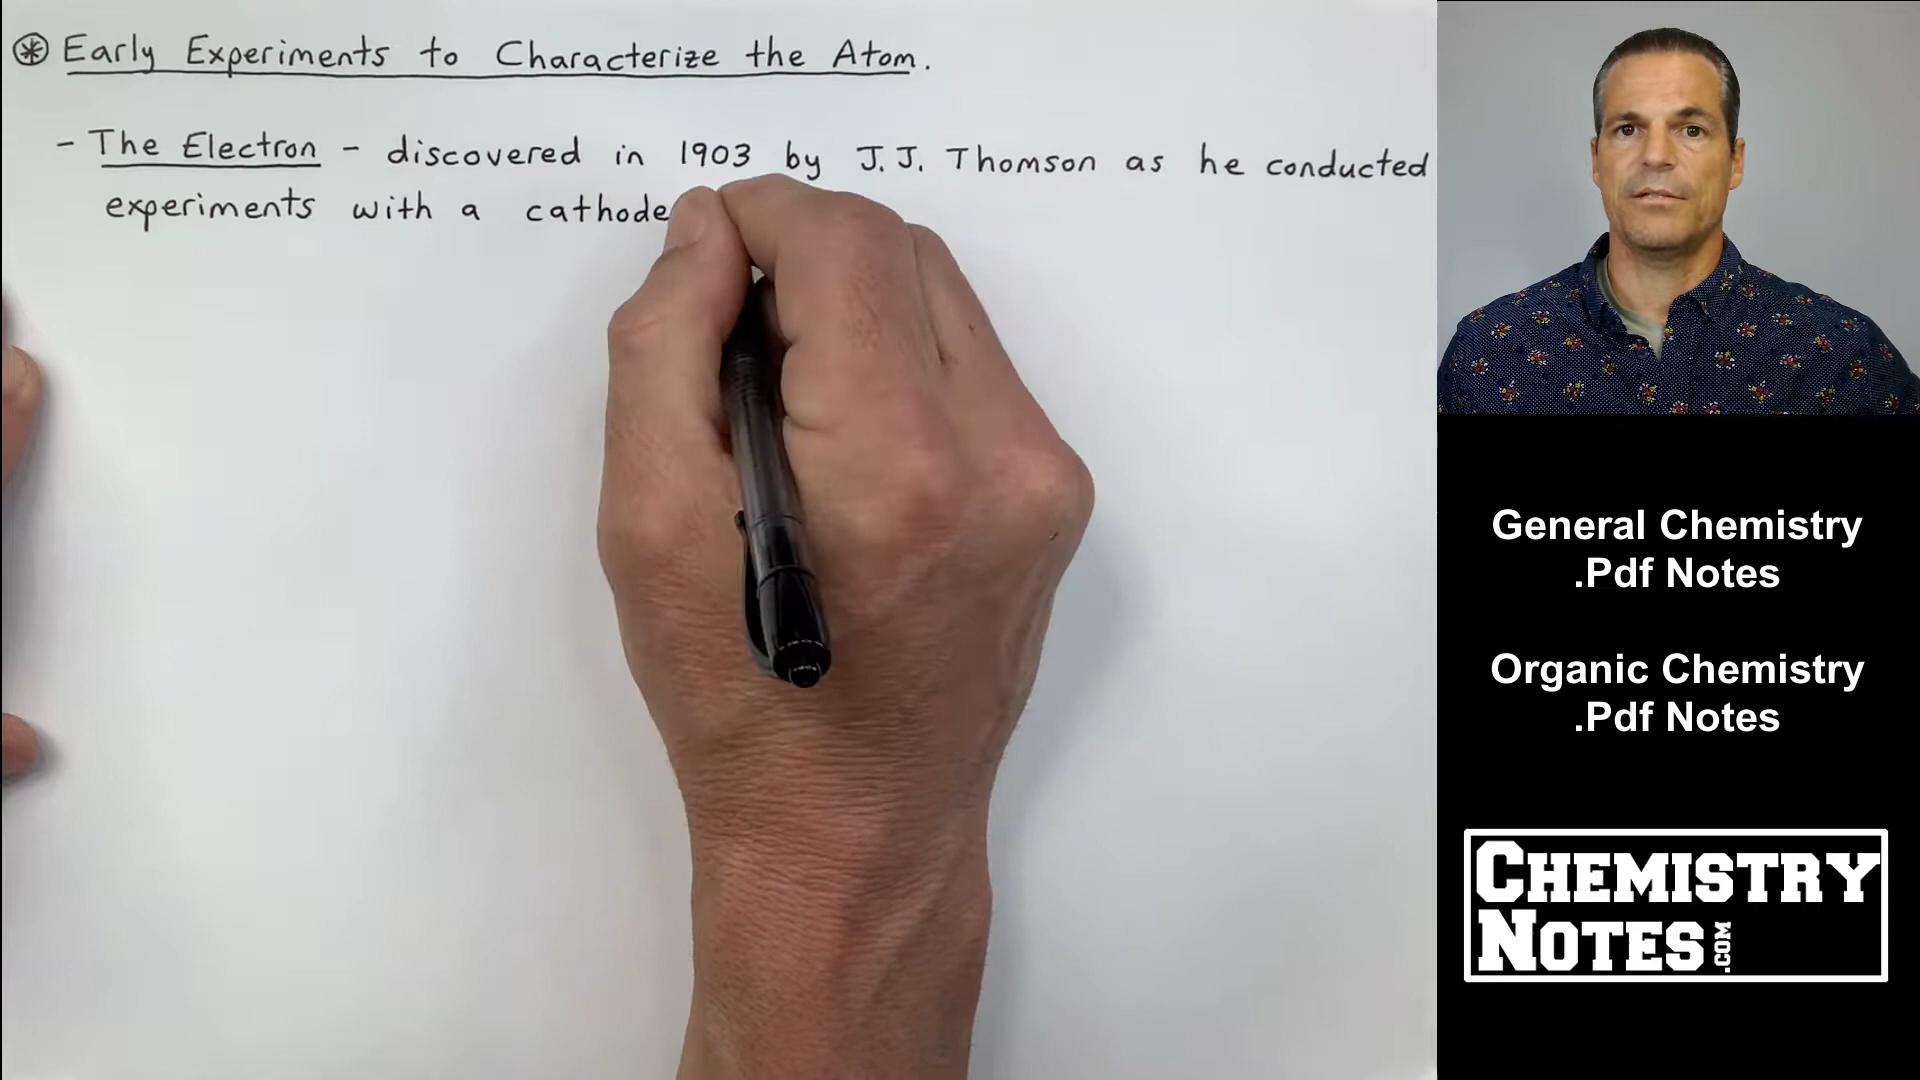 ⊛ Early Experiments to Characterize the Atom.
- The Electron - discovered in 1903 by J.J. Thomson as he conducted
experiments with a cathode
General Chemistry
.Pdf Notes
Organic Chemistry
.Pdf Notes
CHEMISTRY
NOTES.COM